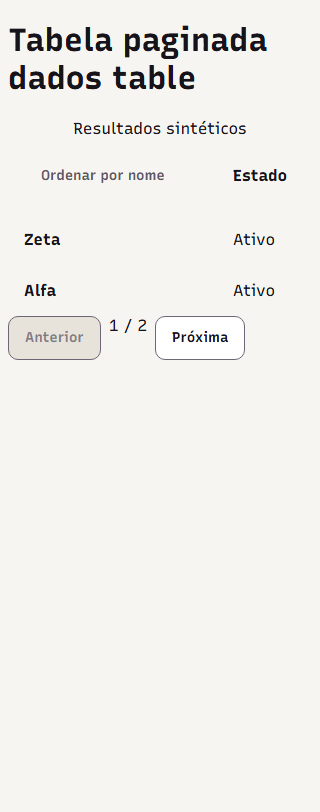 Tabela paginada
dados table
Resultados sintéticos
Ordenar por nome Estado
Zeta Ativo
Alfa Ativo
Anterior 1 / 2 Próxima